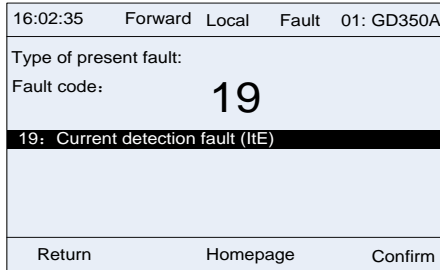 16:02:35 Forward Local Fault 01: GD350A
Type of present fault:
Fault code：
19
19：Current detection fault (ItE)
Return Homepage Confirm